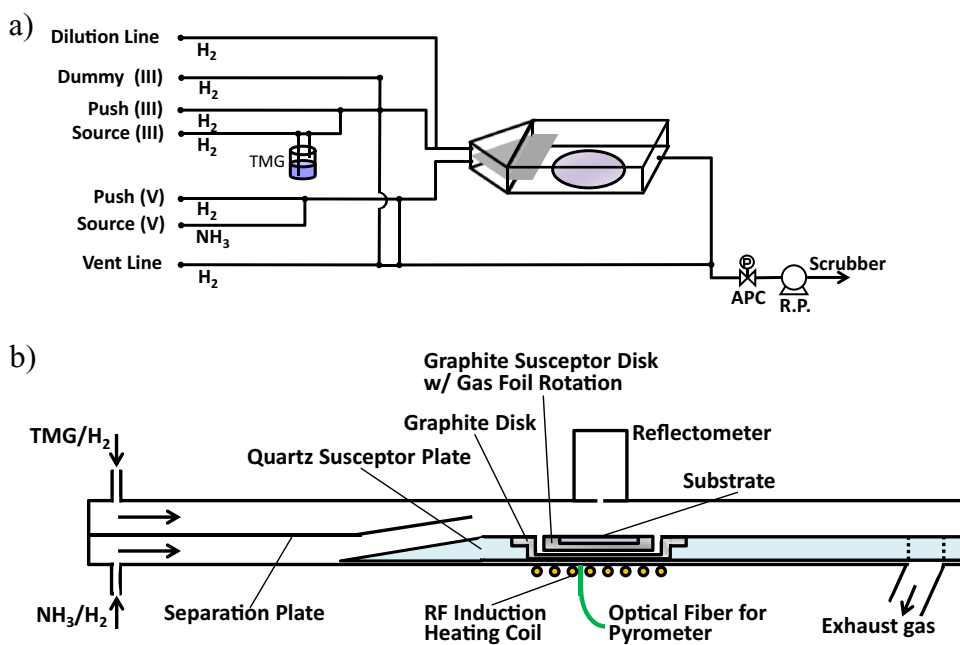 a)
Dilution Line
H₂
Dummy (III)
H₂
Push (III)
H₂
Source (III)
H₂
TMG
Push (V)
H₂
Source (V)
NH₃
Vent Line
H₂
P
APC
R.P.
Scrubber
b)
Graphite Susceptor Disk
w/ Gas Foil Rotation
Graphite Disk
Reflectometer
TMG/H₂
Quartz Susceptor Plate
Substrate
NH₃/H₂
Separation Plate
RF Induction
Heating Coil
Optical Fiber for
Pyrometer
Exhaust gas